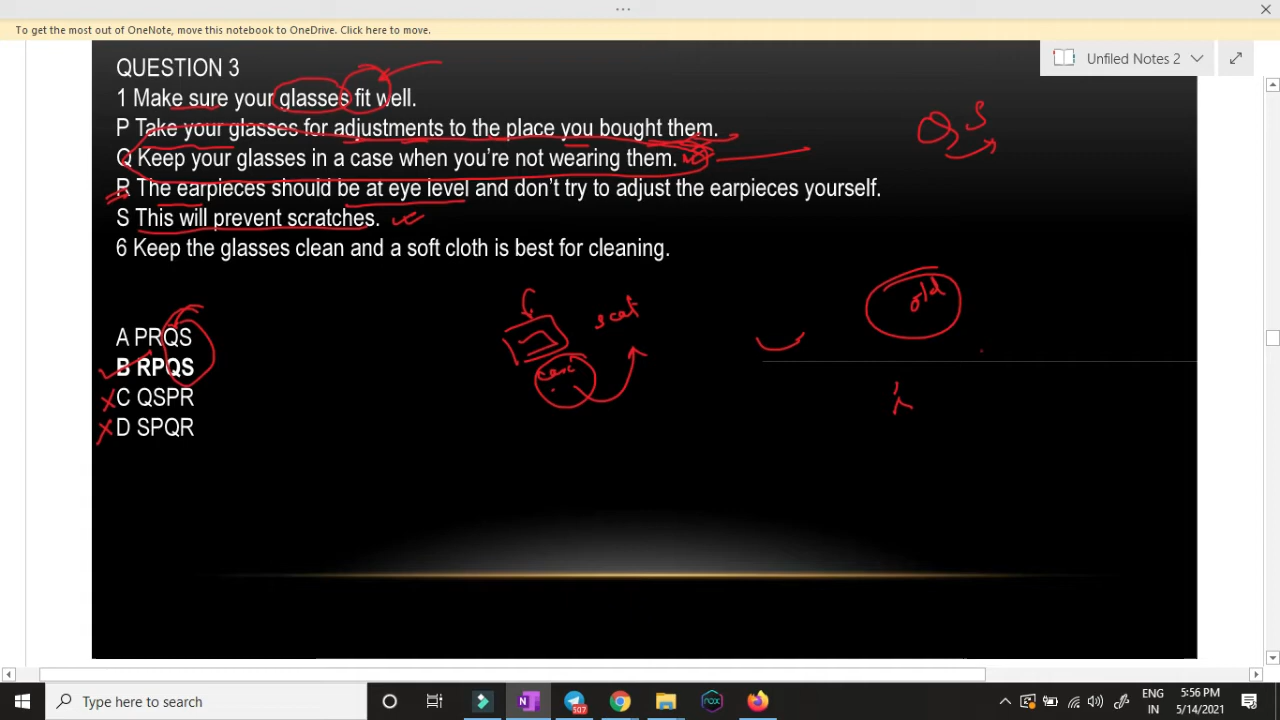 To get the most out of OneNote, move this notebook to OneDrive. Click here to move.
Unfiled Notes 2
QUESTION 3
1 Make sure your glasses fit well.
P Take your glasses for adjustments to the place you bought them.
Q Keep your glasses in a case when you're not wearing them.
R The earpieces should be at eye level and don't try to adjust the earpieces yourself.
S This will prevent scratches.
6 Keep the glasses clean and a soft cloth is best for cleaning.
QS
old
A PRQS
B RPQS
C QSPR
D SPQR
Type here to search
107
ENG
IN
5:56 PM
5/14/2021